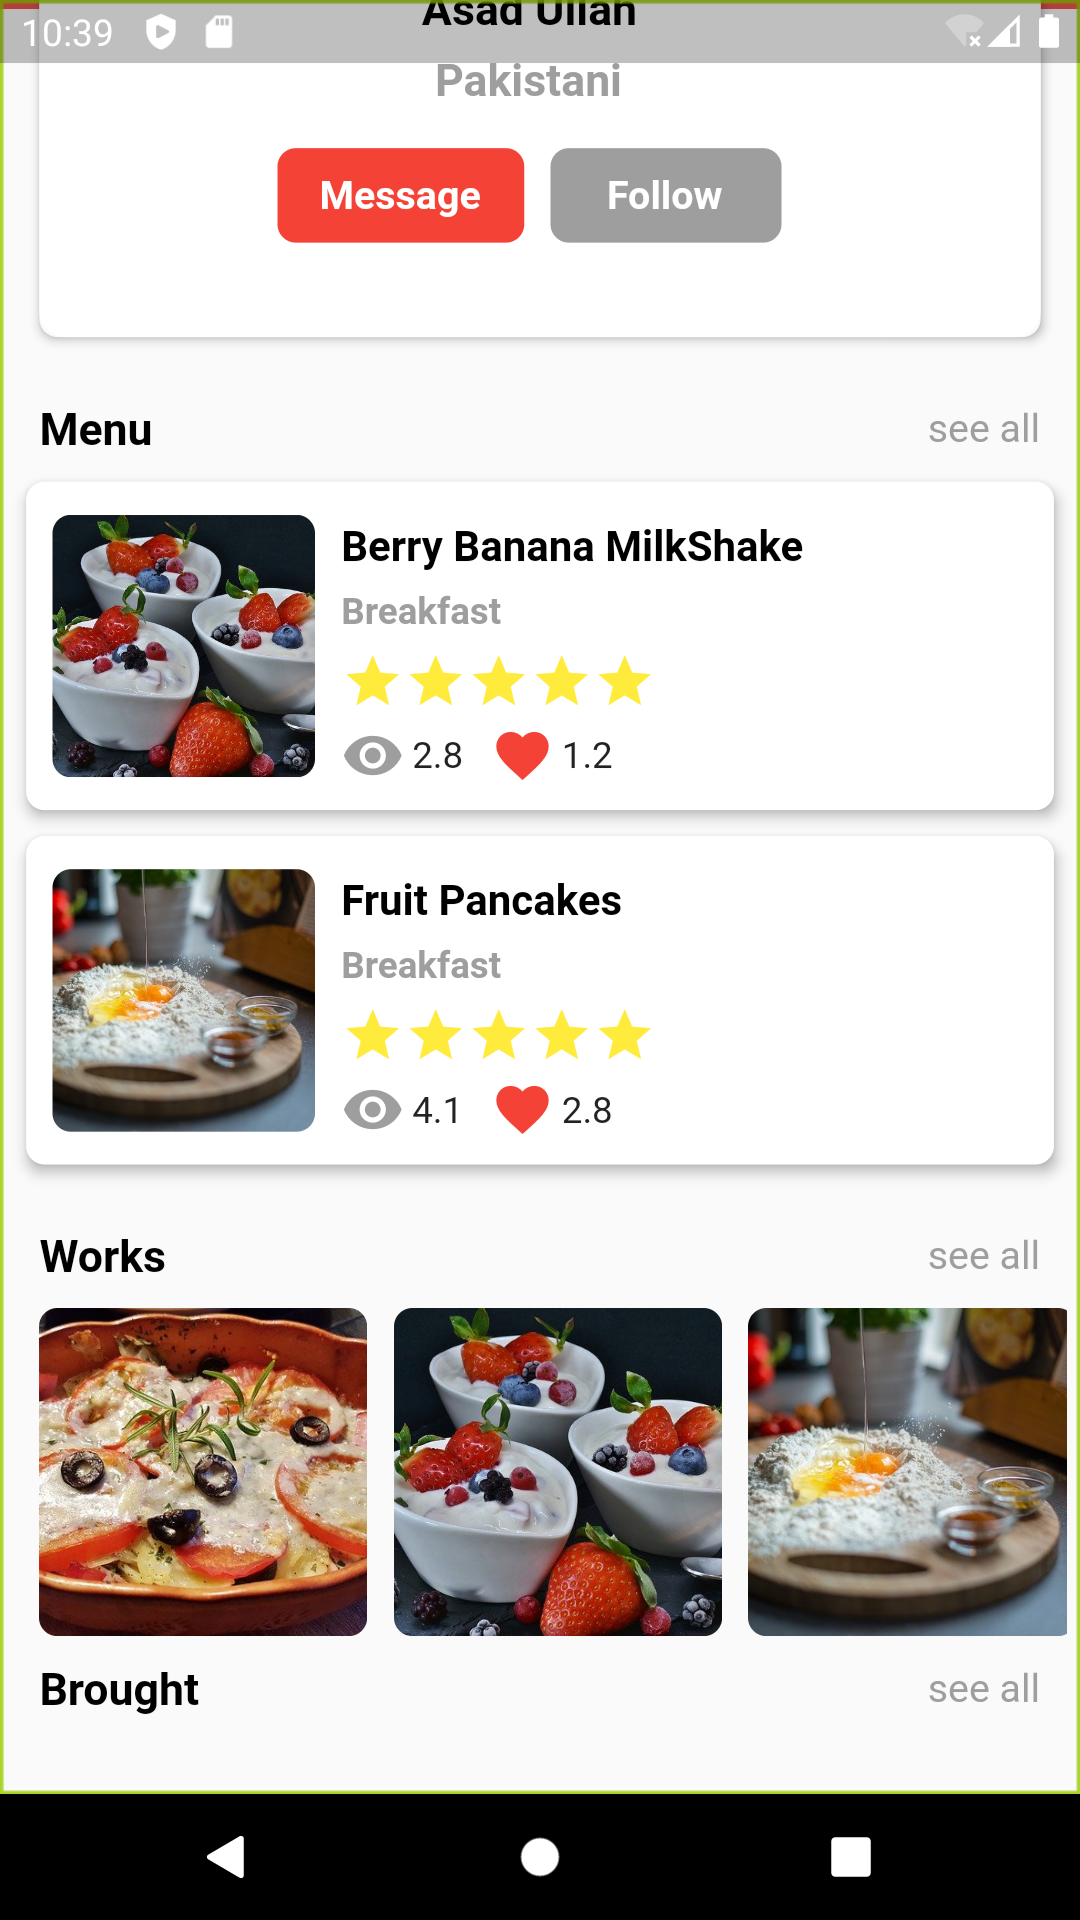 10:39
Asad Ullah
Pakistani
Message Follow
Menu see all
Berry Banana MilkShake
Breakfast
2.8 1.2
Fruit Pancakes
Breakfast
4.1 2.8
Works see all
Brought see all